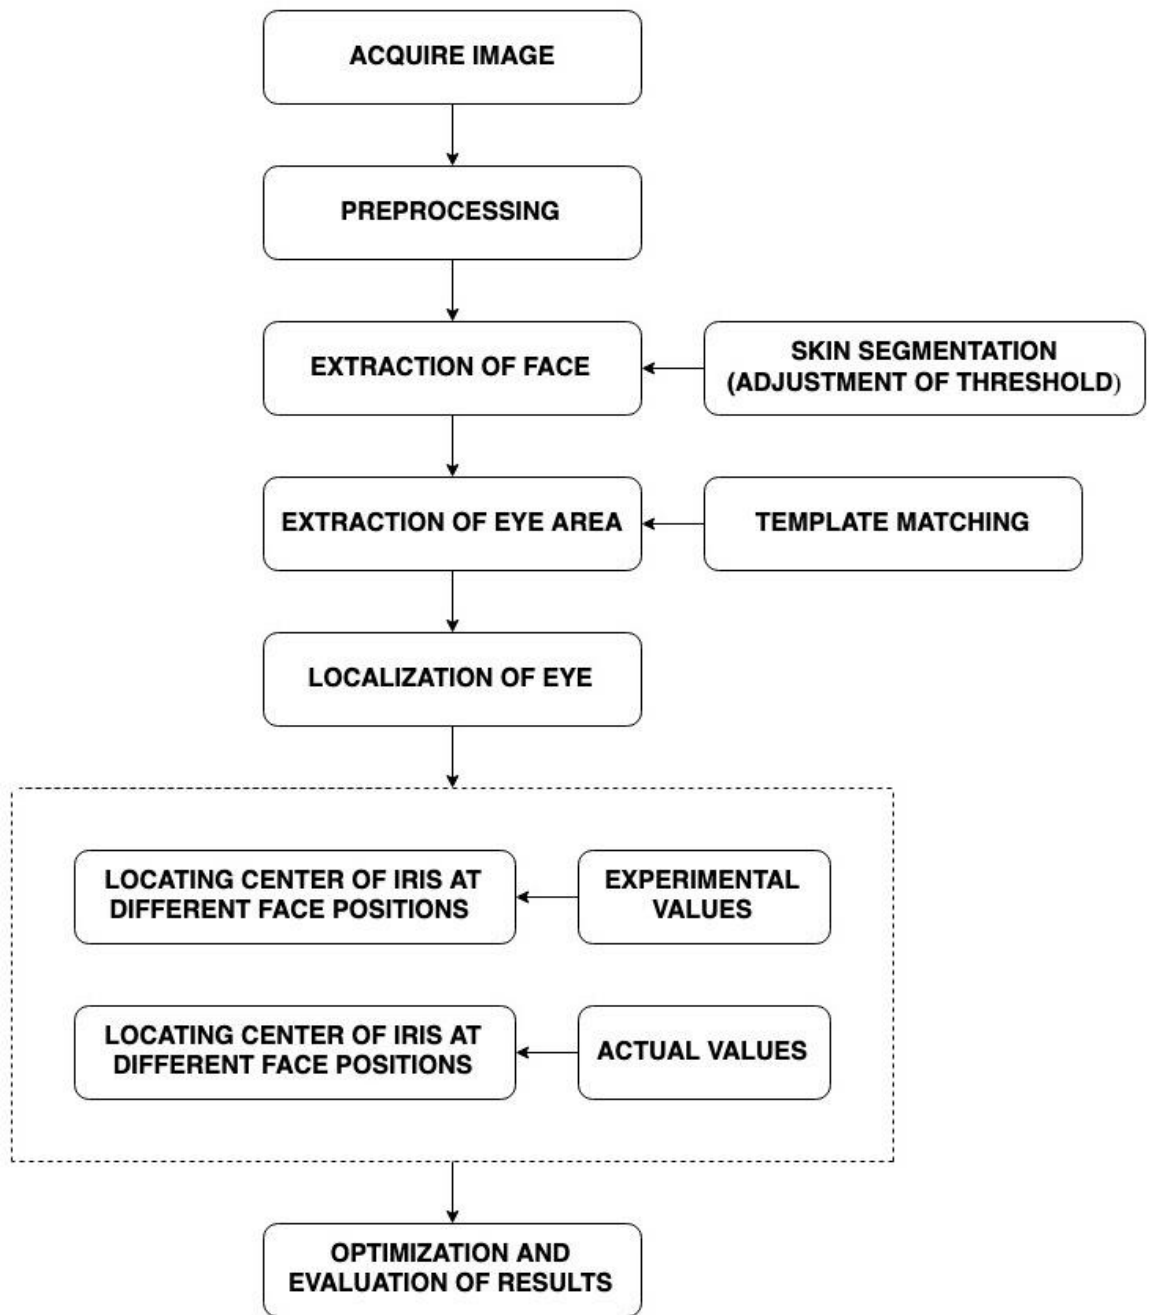 ACQUIRE IMAGE
PREPROCESSING
EXTRACTION OF FACE
SKIN SEGMENTATION
(ADJUSTMENT OF THRESHOLD)
EXTRACTION OF EYE AREA
TEMPLATE MATCHING
LOCALIZATION OF EYE
LOCATING CENTER OF IRIS AT
DIFFERENT FACE POSITIONS
EXPERIMENTAL
VALUES
LOCATING CENTER OF IRIS AT
DIFFERENT FACE POSITIONS
ACTUAL VALUES
OPTIMIZATION AND
EVALUATION OF RESULTS